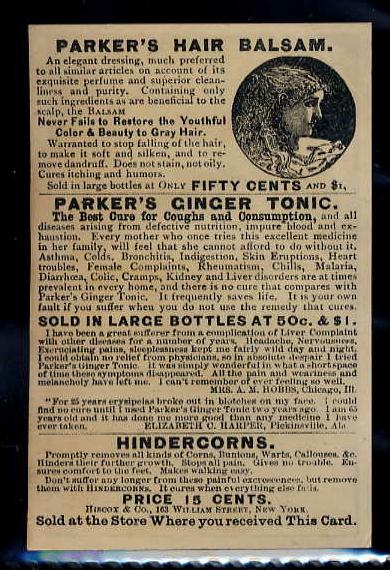 PARKER'S HAIR BALSAM.
An elegant dressing, much preferred
to all similar articles on account of its
exquisite perfume and superior clean-
liness and purity. Containing only
such ingredients as are beneficial to the
scalp, the BALSAM
Never Fails to Restore the Youthful
Color & Beauty to Gray Hair.
Warranted to stop falling of the hair,
to make it soft and silken, and to re-
move dandruff. Does not stain, not oily.
Cures itching and humors.
Sold in large bottles at ONLY FIFTY CENTS AND $1,
PARKER'S GINGER TONIC.
The Best Cure for Coughs and Consumption, and all
diseases arising from defective nutrition, impure blood and ex-
haustion. Every mother who once tries this excellent medicine
in her family, will feel that she cannot afford to do without it.
Asthma, Colds, Bronchitis, Indigestion, Skin Eruptions, Heart
troubles, Female Complaints, Rheumatism, Chills, Malaria,
Diarrhœa, Colic, Cramps, Kidney and Liver disorders are at times
prevalent in every home, and there is no cure that compares with
Parker's Ginger Tonic. It frequently saves life. It is your own
fault if you suffer when you do not use the remedy that cures.
SOLD IN LARGE BOTTLES AT 50c. & $1.
I have been a great sufferer from a complication of Liver Complaint
with other diseases for a number of years. Headache, Nervousness,
Excruciating pains, sleeplessness kept me fairly wild day and night.
I could obtain no relief from physicians, so in absolute despair I tried
Parker's Ginger Tonic. It was simply wonderful in what a short space
of time these symptoms disappeared. All the pain and weariness and
melancholy have left me. I can't remember of ever feeling so well.
MRS. A. M. HOBBS, Chicago, Ill.
"For 25 years erysipelas broke out in blotches on my face. I could
find no cure until I used Parker's Ginger Tonic two years ago. I am 65
years old and it has done me more good than any medicine I have
ever taken. ELIZABETH C. HARPER, Pickinsville, Ala
HINDERCORNS.
Promptly removes all kinds of Corns, Bunions, Warts, Callouses, &c.
Hinders their further growth. Stops all pain. Gives no trouble. En-
sures comfort to the feet. Makes walking easy.
Don't suffer any longer from these painful excrescences, but remove
them with HINDERCORNS. It cures when everything else fails.
PRICE 15 CENTS.
HISCOX & CO., 163 WILLIAM STREET, NEW YORK.
Sold at the Store Where you received This Card.